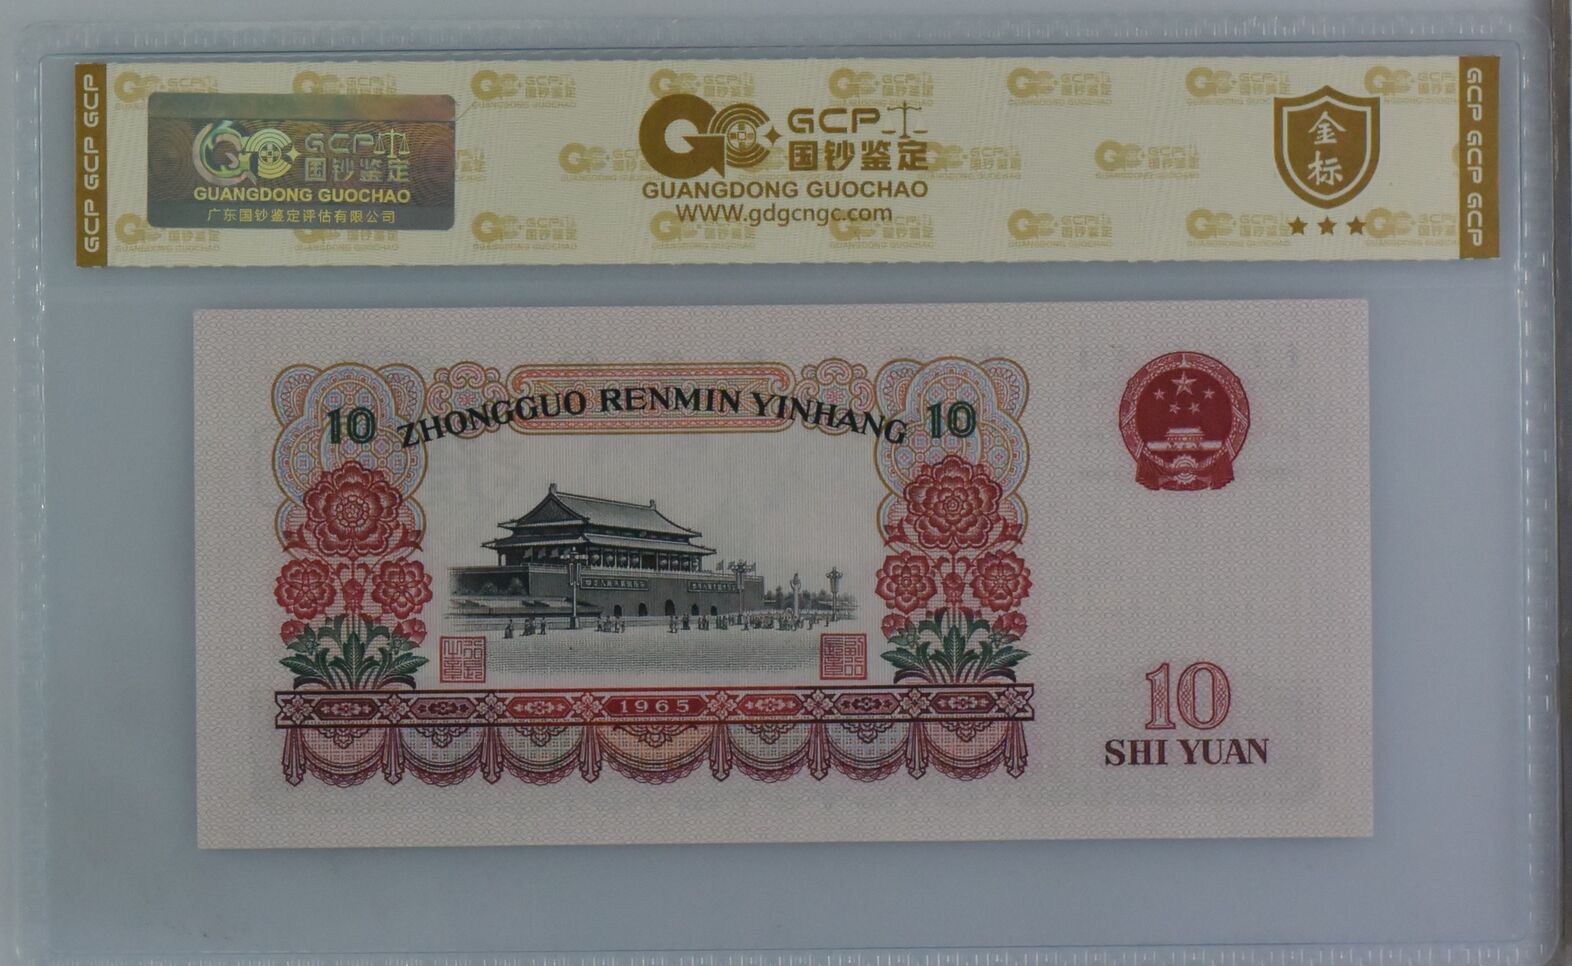 GCP GCP GCP
GCP
国钞鉴定
GUANGDONG GUOCHAO
广东国钞鉴定评估有限公司
GCP
国钞鉴定
GUANGDONG GUOCHAO
WWW.gdgcngc.com
金标
GCP GCP GCP
10 ZHONGGUO RENMIN YINHANG 10
1965
10
SHI YUAN